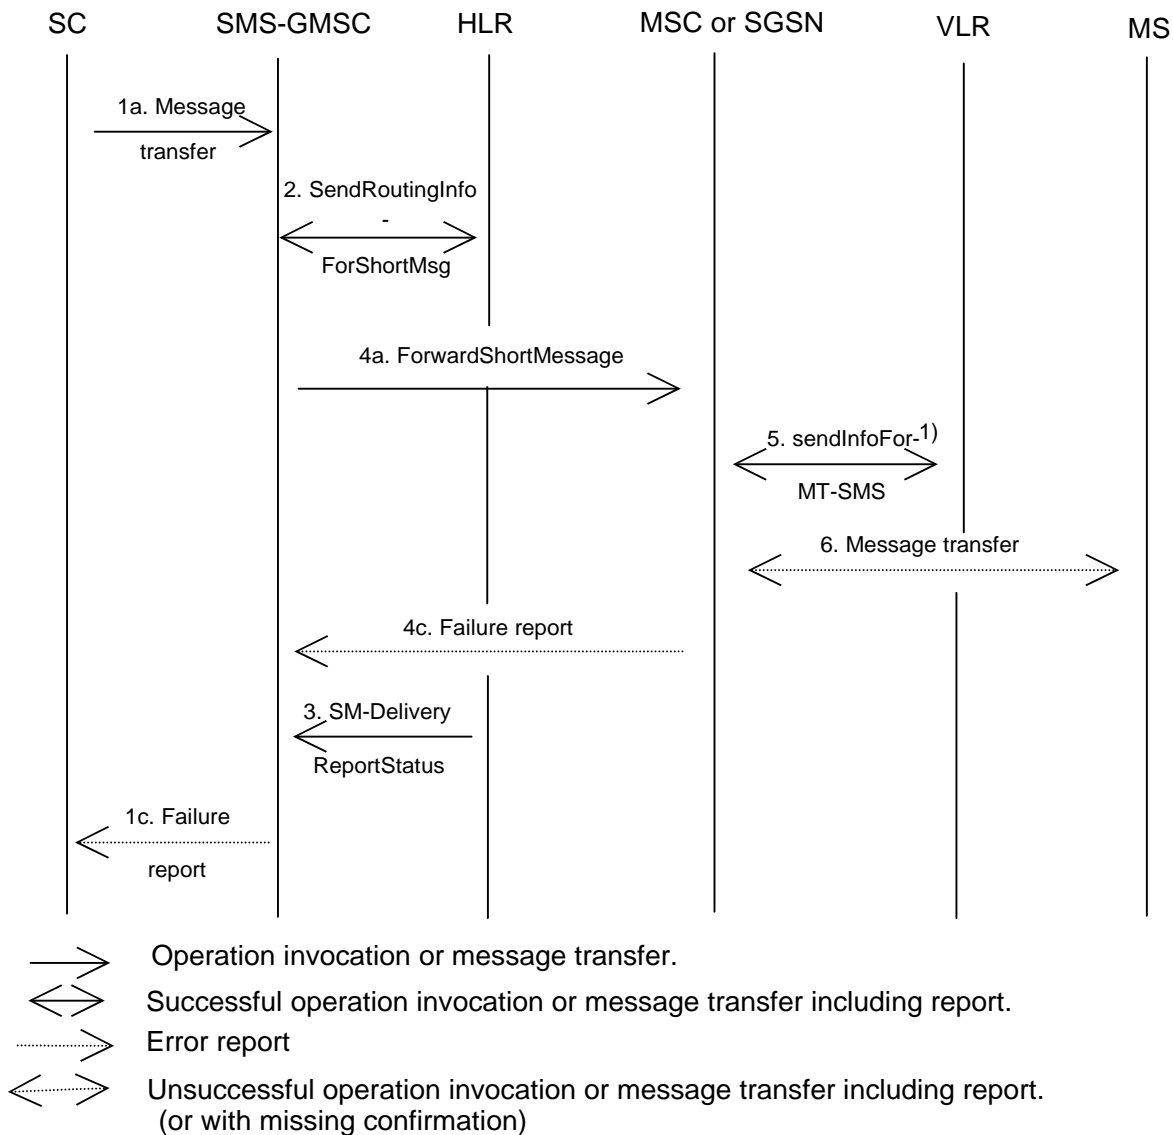 SC SMS-GMSC HLR MSC or SGSN VLR MS
1a. Message
transfer
2. SendRoutingInfo
-
ForShortMsg
4a. ForwardShortMessage
5. sendInfoFor-1)
MT-SMS
6. Message transfer
4c. Failure report
3. SM-Delivery
ReportStatus
1c. Failure
report
Operation invocation or message transfer.
Successful operation invocation or message transfer including report.
Error report
Unsuccessful operation invocation or message transfer including report.
(or with missing confirmation)